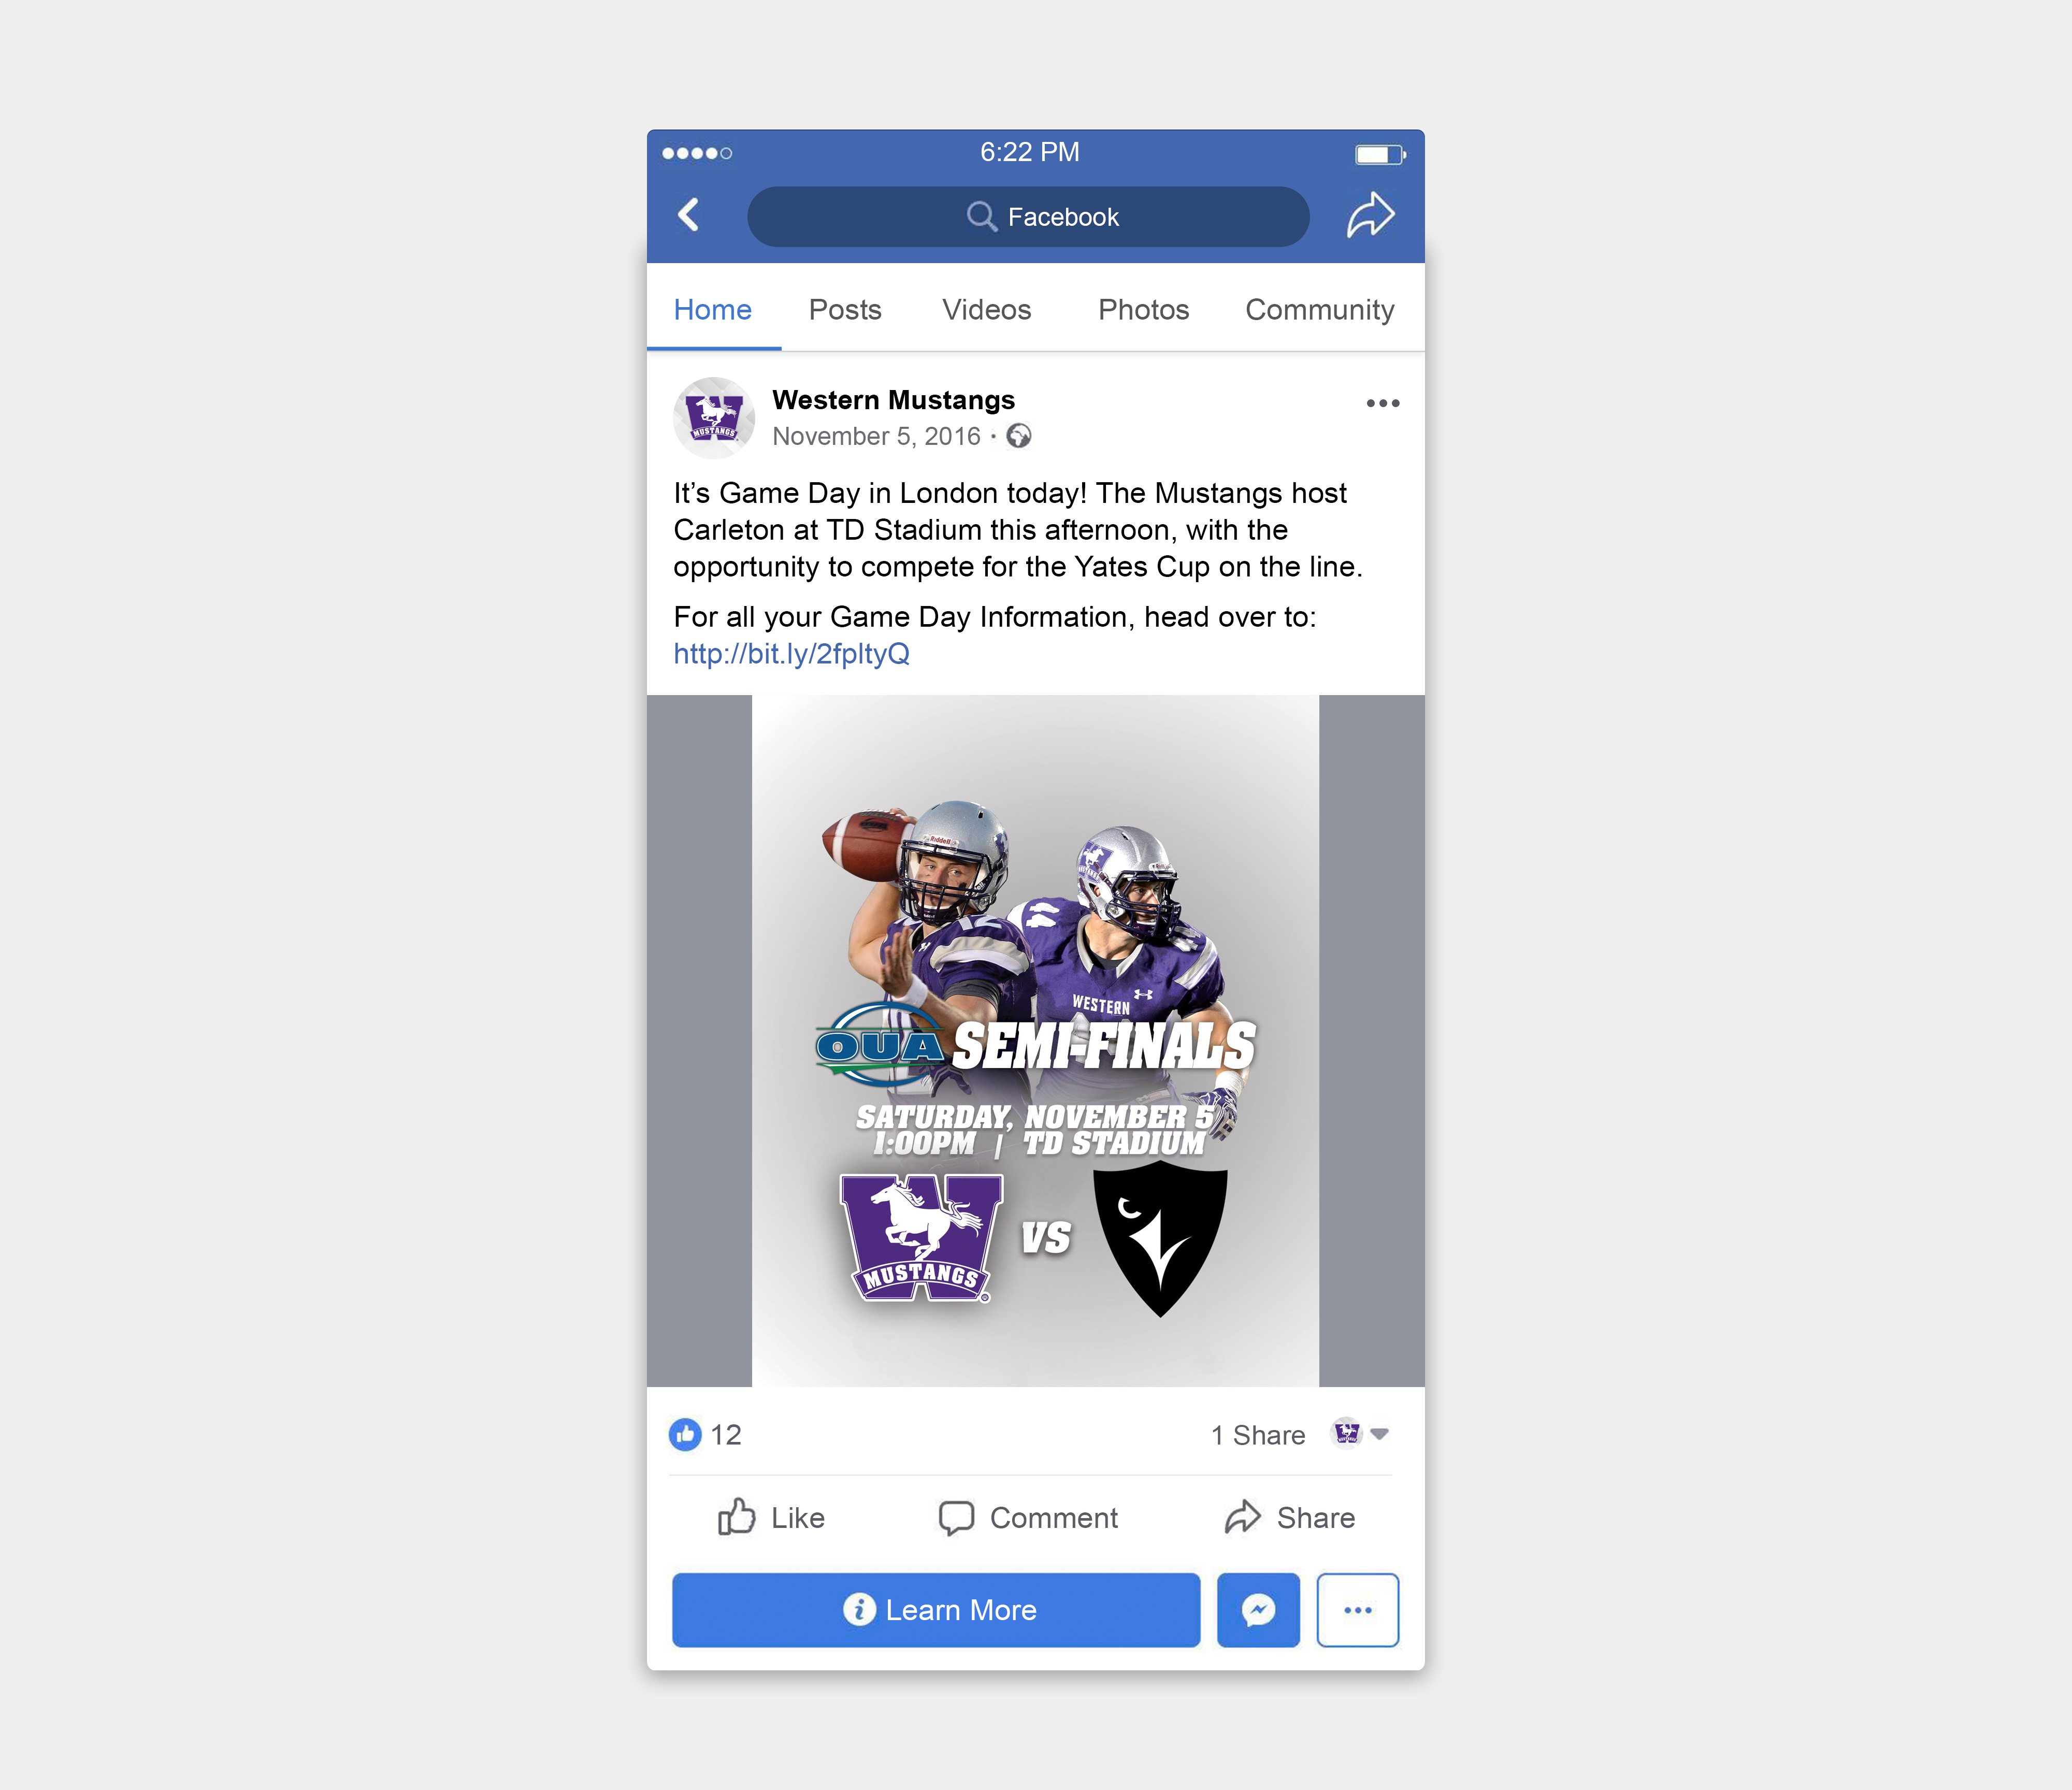 6:22 PM
Facebook
Home Posts Videos Photos Community
MUSTANGS
Western Mustangs
November 5, 2016 ·
It’s Game Day in London today! The Mustangs host
Carleton at TD Stadium this afternoon, with the
opportunity to compete for the Yates Cup on the line.
For all your Game Day Information, head over to:
http://bit.ly/2fpltyQ
Riddell
12
WESTERN
OUA SEMI-FINALS
SATURDAY, NOVEMBER 5
1:00PM | TD STADIUM
W MUSTANGS VS C
12 1 Share
Like Comment Share
Learn More